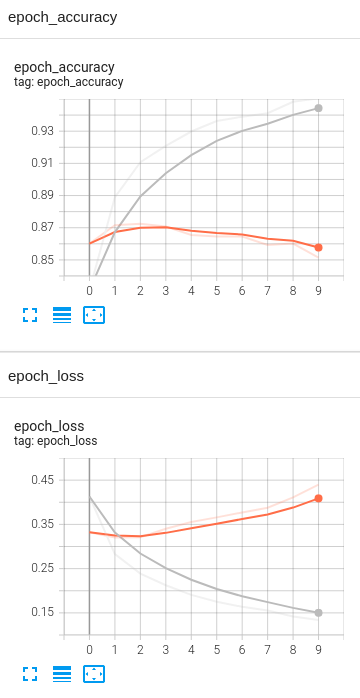 epoch_accuracy
epoch_accuracy
tag: epoch_accuracy
0.93
0.91
0.89
0.87
0.85
0 1 2 3 4 5 6 7 8 9
epoch_loss
epoch_loss
tag: epoch_loss
0.45
0.35
0.25
0.15
0 1 2 3 4 5 6 7 8 9